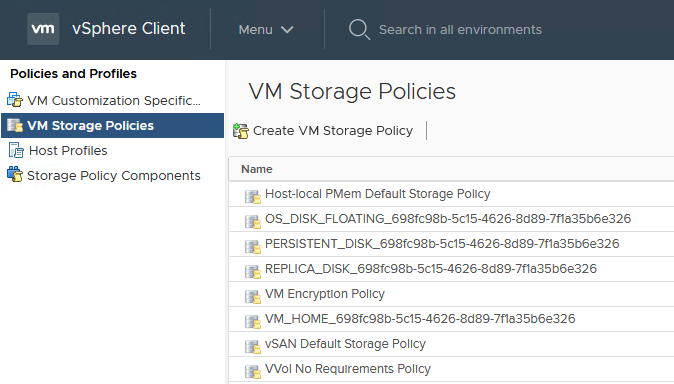 vm vSphere Client Menu Search in all environments
Policies and Profiles
VM Customization Specific...
VM Storage Policies
Host Profiles
Storage Policy Components
VM Storage Policies
Create VM Storage Policy
Name
Host-local PMem Default Storage Policy
OS_DISK_FLOATING_698fc98b-5c15-4626-8d89-7f1a35b6e326
PERSISTENT_DISK_698fc98b-5c15-4626-8d89-7f1a35b6e326
REPLICA_DISK_698fc98b-5c15-4626-8d89-7f1a35b6e326
VM Encryption Policy
VM_HOME_698fc98b-5c15-4626-8d89-7f1a35b6e326
vSAN Default Storage Policy
VVol No Requirements Policy